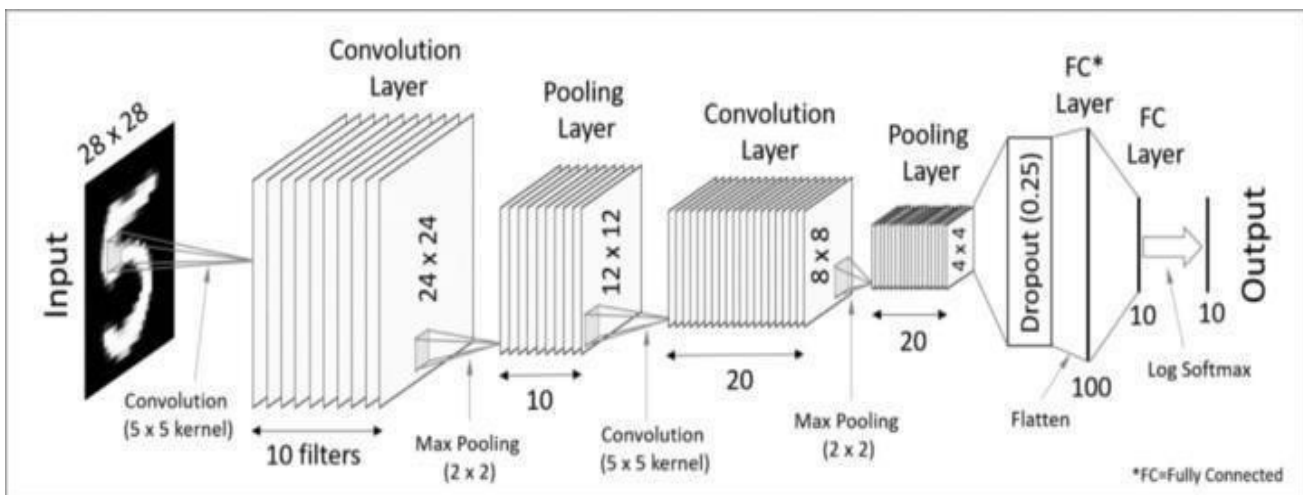 Input
28 x 28
Convolution
(5 x 5 kernel)
Convolution
Layer
24 x 24
10 filters
Max Pooling
(2 x 2)
Pooling
Layer
12 x 12
10
Convolution
(5 x 5 kernel)
Convolution
Layer
8 x 8
20
Max Pooling
(2 x 2)
Pooling
Layer
4 x 4
20
Dropout (0.25)
Flatten
FC*
Layer
100
FC
Layer
10
Log Softmax
10
Output
*FC=Fully Connected